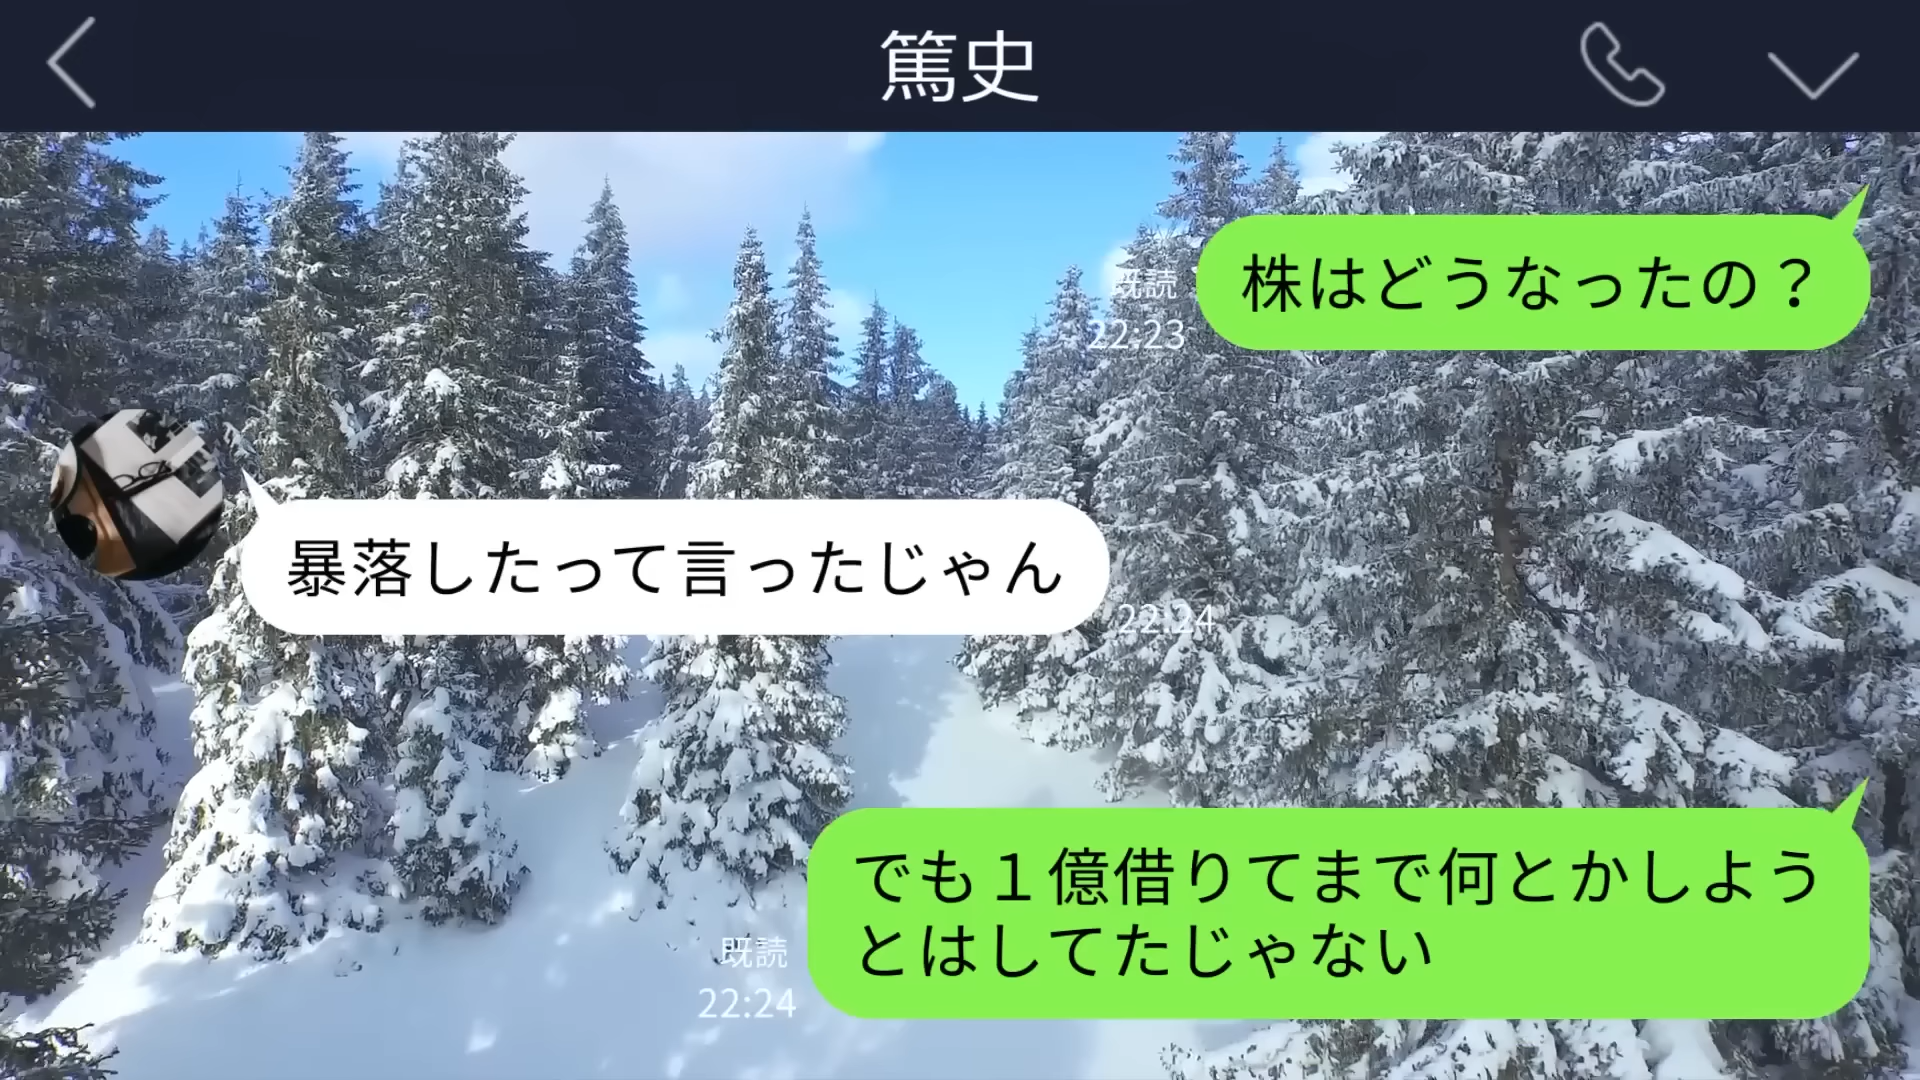 篤史
株はどうなったの？
既読
22:23
暴落したって言ったじゃん
22:24
でも１億借りてまで何とかしよう
とはしてたじゃない
既読
22:24